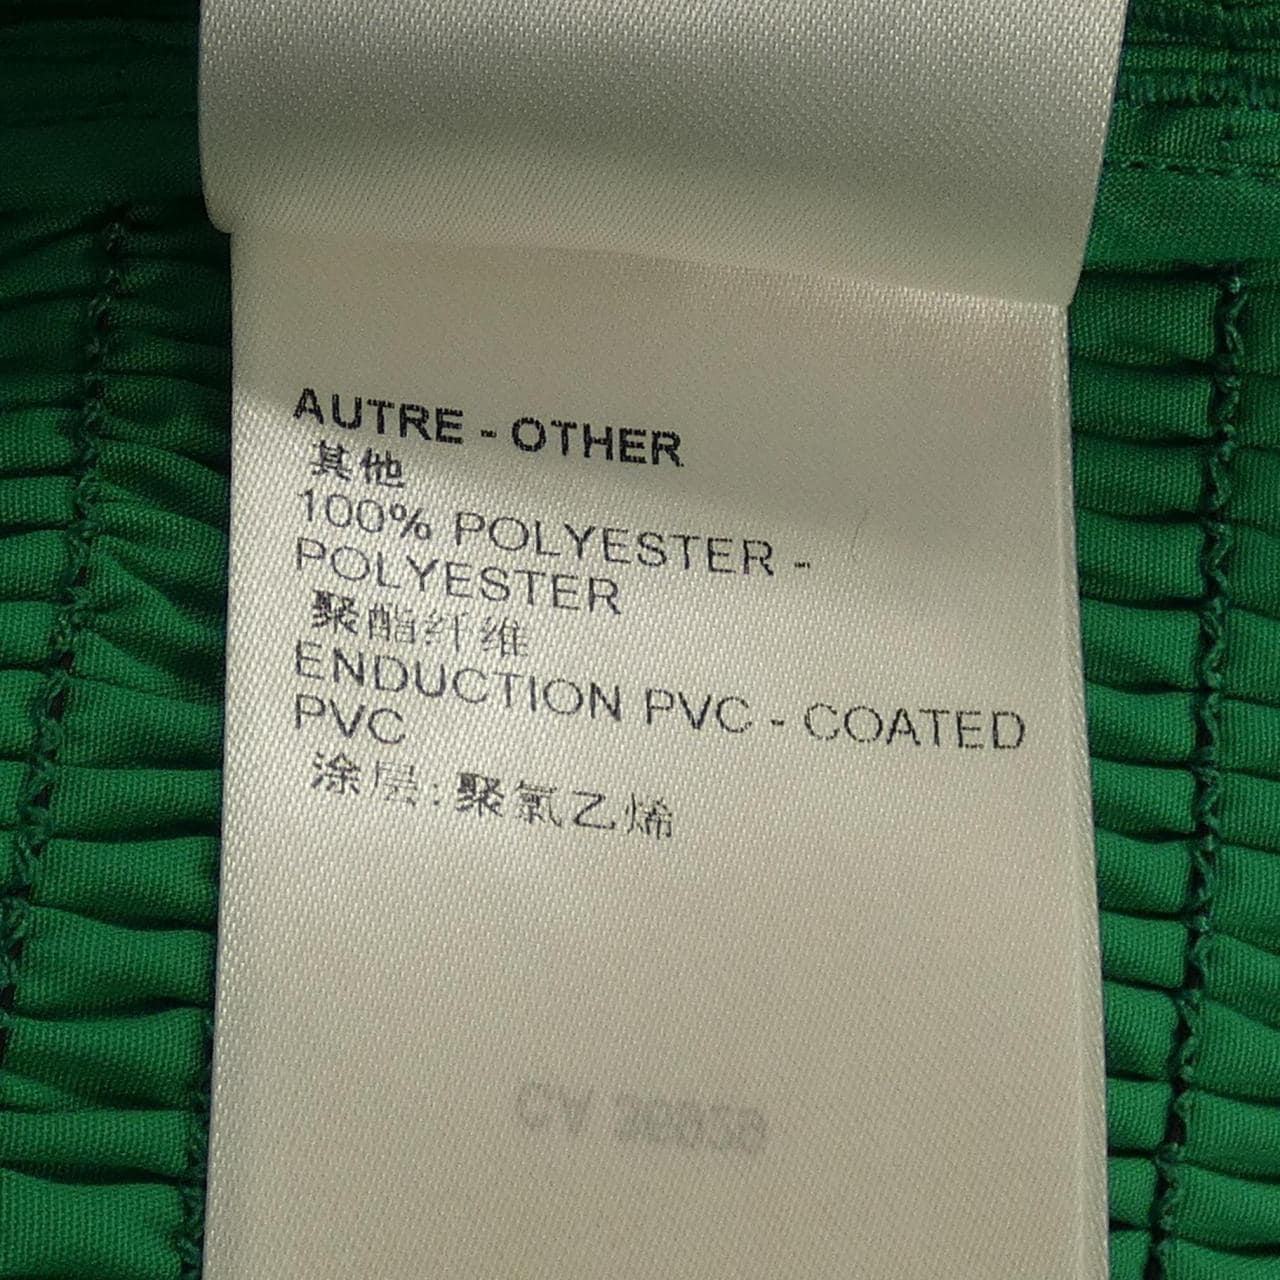 AUTRE - OTHER
其他
100% POLYESTER -
POLYESTER
聚酯纤维
ENDUCTION PVC - COATED
PVC
涂层:聚氯乙烯